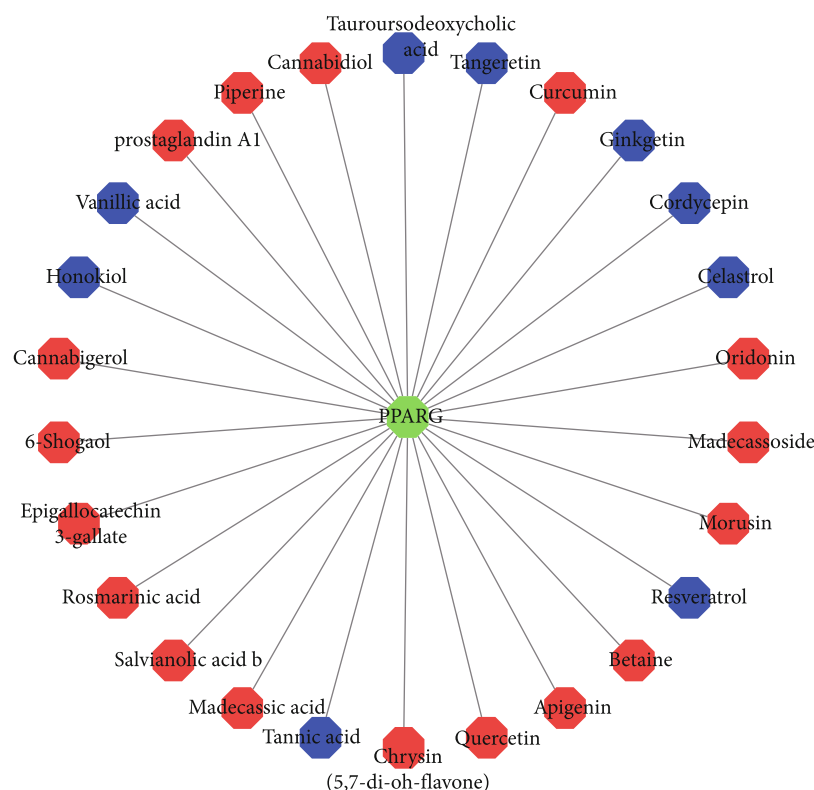 Tauroursodeoxycholic
acid
Cannabidiol
Tangeretin
Piperine
Curcumin
prostaglandin A1
Ginkgetin
Vanillic acid
Cordycepin
Honokiol
Celastrol
Cannabigerol
Oridonin
PPARG
6-Shogaol
Madecassoside
Epigallocatechin
3-gallate
Morusin
Rosmarinic acid
Resveratrol
Salvianolic acid b
Betaine
Madecassic acid
Apigenin
Tannic acid
Quercetin
Chrysin
(5,7-di-oh-flavone)